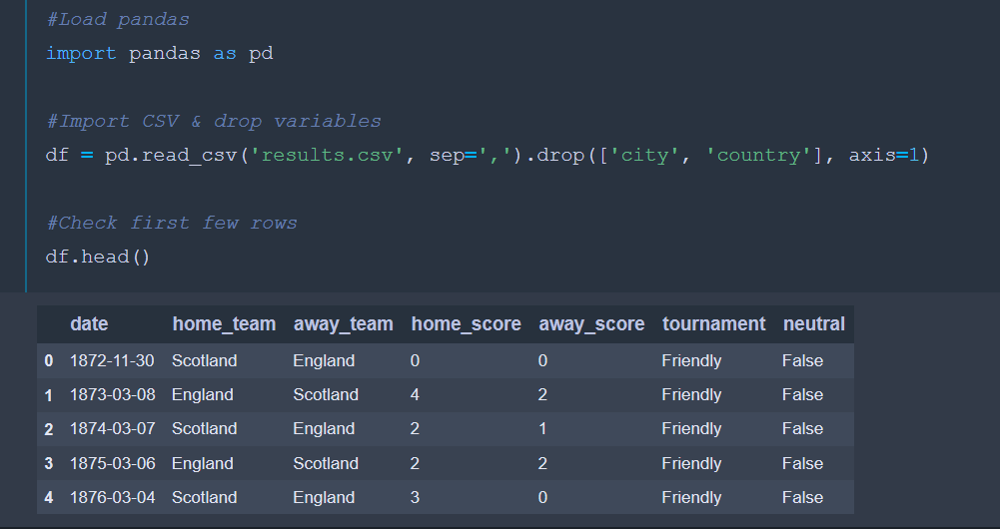 #Load pandas
import pandas as pd
#Import CSV & drop variables
df = pd.read_csv('results.csv', sep=',').drop(['city', 'country'], axis=1)
#Check first few rows
df.head()
date home_team away_team home_score away_score tournament neutral
0 1872-11-30 Scotland England 0 0 Friendly False
1 1873-03-08 England Scotland 4 2 Friendly False
2 1874-03-07 Scotland England 2 1 Friendly False
3 1875-03-06 England Scotland 2 2 Friendly False
4 1876-03-04 Scotland England 3 0 Friendly False